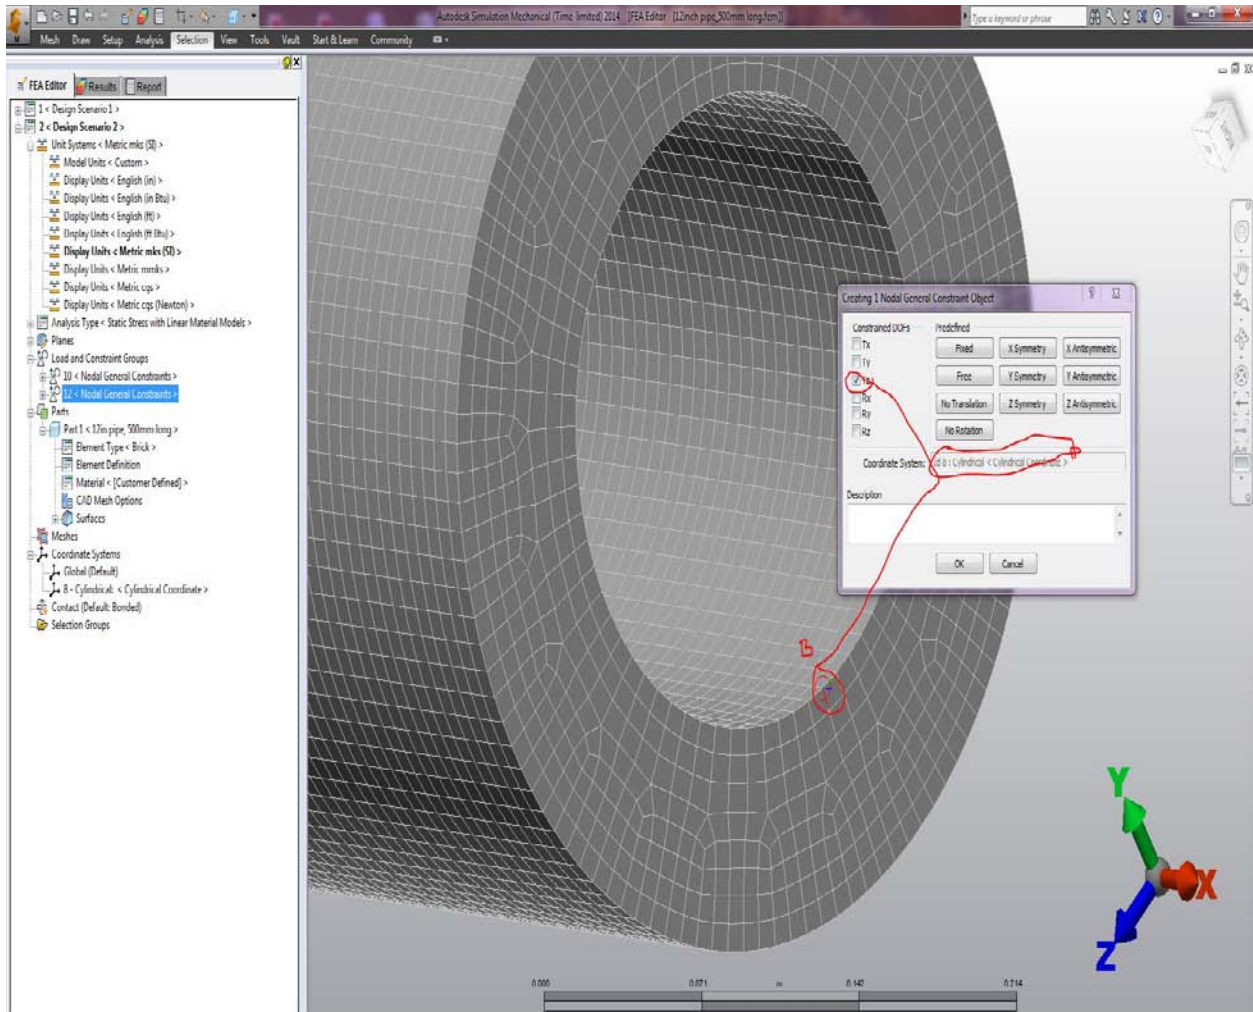 Autodesk Simulation Mechanical (Time limited) 2014 [FEA Editor - [12inch pipe_500mm long.fem]]
Type a keyword or phrase
Mesh Draw Setup Analysis Selection View Tools Vault Start & Learn Community
FEA Editor Results Report
1 < Design Scenario 1 >
2 < Design Scenario 2 >
Unit Systems < Metric mks (SI) >
Model Units < Custom >
Display Units < English (in) >
Display Units < English (in Btu) >
Display Units < English (ft) >
Display Units < English (ft Btu) >
Display Units < Metric mks (SI) >
Display Units < Metric mmks >
Display Units < Metric cgs >
Display Units < Metric cgs (Newton) >
Analysis Type < Static Stress with Linear Material Models >
Planes
Load and Constraint Groups
10 < Nodal General Constraints >
12 < Nodal General Constraints >
Parts
Part 1 < 12in pipe, 500mm long >
Element Type < Brick >
Element Definition
Material < [Customer Defined] >
CAD Mesh Options
Surfaces
Meshes
Coordinate Systems
Global (Default)
8 - Cylindrical: < Cylindrical Coordinate >
Contact (Default: Bonded)
Selection Groups
Creating 1 Nodal General Constraint Object
Constrained DOFs Predefined
Tx Fixed X Symmetry X Antisymmetric
Ty
Free Y Symmetry Y Antisymmetric
Rx
Ry No Translation Z Symmetry Z Antisymmetric
Rz No Rotation
Coordinate System: Id 8 : Cylindrical < Cylindrical Coordinate >
Description
OK Cancel
B
Y
X
Z
0.000 0.071 m 0.142 0.214